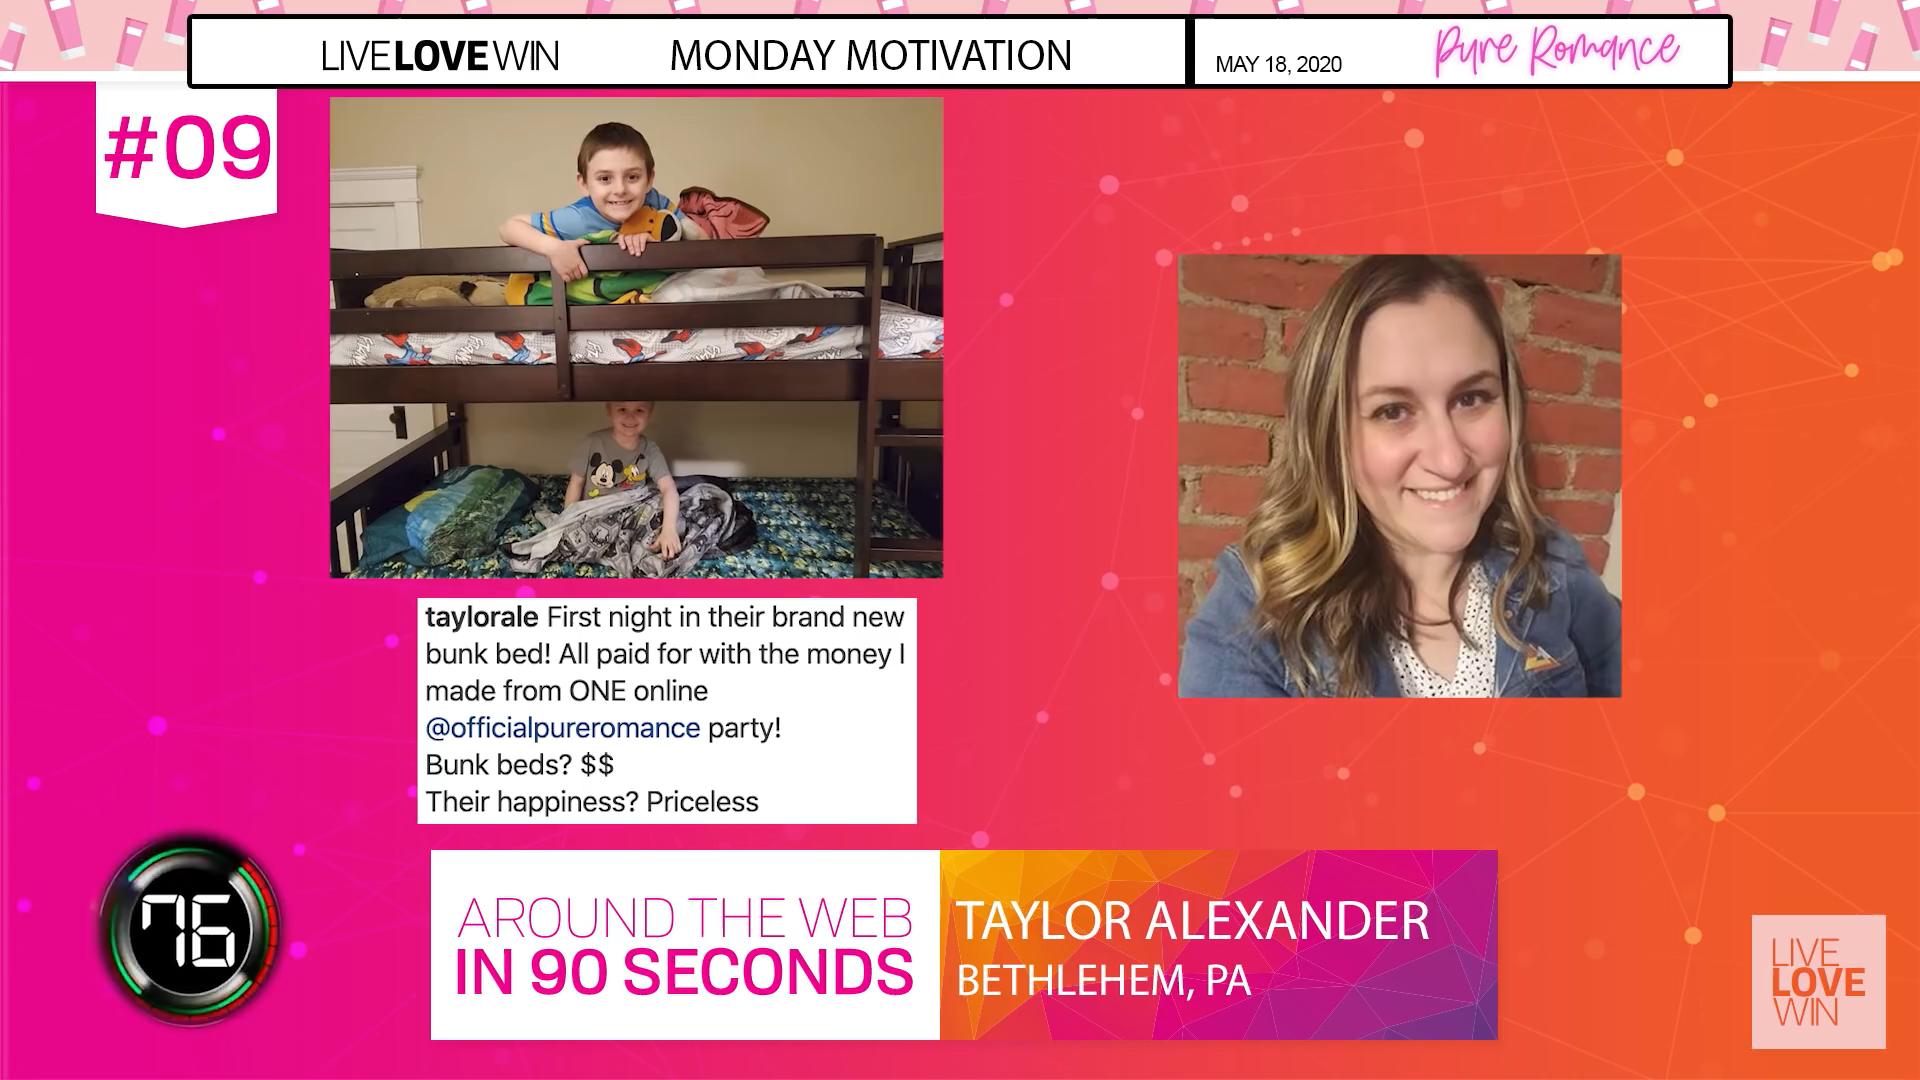 LIVELOVEWIN MONDAY MOTIVATION
MAY 18, 2020 Pure Romance
#09
taylorale First night in their brand new
bunk bed! All paid for with the money I
made from ONE online
@officialpureromance party!
Bunk beds? $$
Their happiness? Priceless
76
AROUND THE WEB
IN 90 SECONDS
TAYLOR ALEXANDER
BETHLEHEM, PA
LIVE
LOVE
WIN